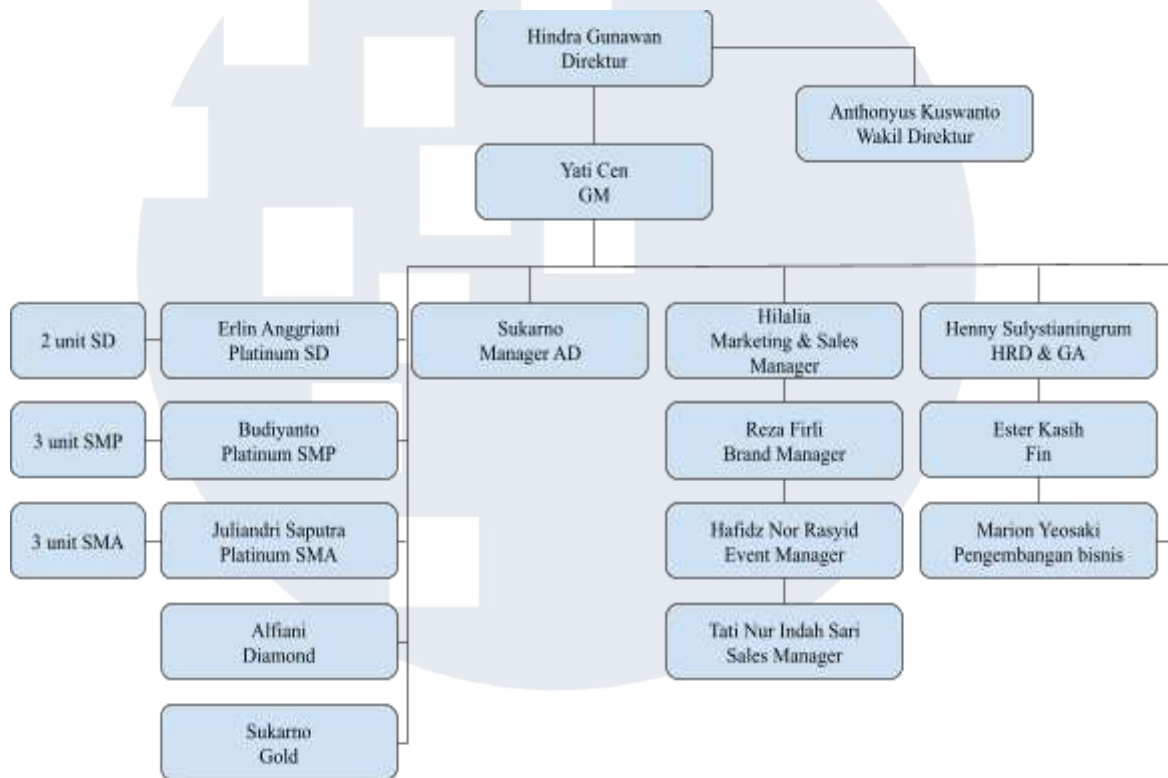 Hindra Gunawan
Direktur
Anthonyus Kuswanto
Wakil Direktur
Yati Cen
GM
2 unit SD
Erlin Anggriani
Platinum SD
Sukarno
Manager AD
Hilalia
Marketing & Sales
Manager
Henny Sulystianingrum
HRD & GA
3 unit SMP
Budiyanto
Platinum SMP
Reza Firli
Brand Manager
Ester Kasih
Fin
3 unit SMA
Juliandri Saputra
Platinum SMA
Hafidz Nor Rasyid
Event Manager
Marion Yeosaki
Pengembangan bisnis
Alfiani
Diamond
Tati Nur Indah Sari
Sales Manager
Sukarno
Gold